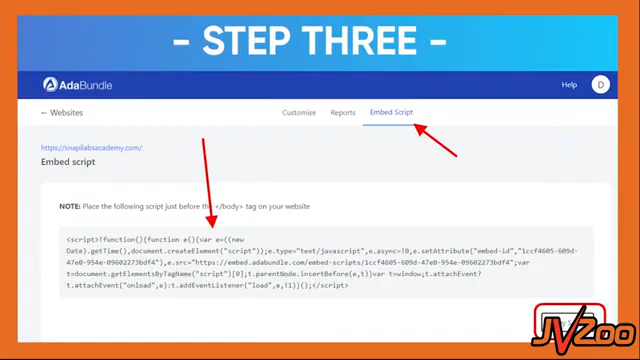 - STEP THREE -
AdaBundle
Help
D
← Websites
Customise
Reports
Embed Script
https://snapilabsacademy.com/
Embed script
NOTE: Place the following script just before the </body> tag on your website
<script>!function(){function e(){var e=((new
Date).getTime(),document.createElement("script"));e.type="text/javascript",e.async=!0,e.setAttribute("embed-id","1ccf4605-609d-
47e0-954e-09602273bdf4"),e.src="https://embed.adabundle.com/embed-scripts/1ccf4605-609d-47e0-954e-09602273bdf4";var
t=document.getElementsByTagName("script")[0];t.parentNode.insertBefore(e,t)}var t=window;t.attachEvent?
t.attachEvent("onload",e):t.addEventListener("load",e,!1)}();</script>
JVZoo